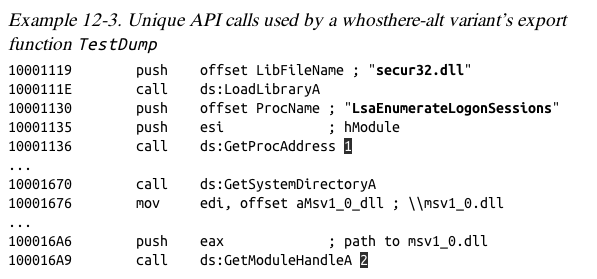 Example 12-3. Unique API calls used by a whosthere-alt variant's export
function TestDump
10001119 push offset LibFileName ; "secur32.dll"
1000111E call ds:LoadLibraryA
10001130 push offset ProcName ; "LsaEnumerateLogonSessions"
10001135 push esi ; hModule
10001136 call ds:GetProcAddress 1
...
10001670 call ds:GetSystemDirectoryA
10001676 mov edi, offset aMsv1_0_dll ; \\msv1_0.dll
...
100016A6 push eax ; path to msv1_0.dll
100016A9 call ds:GetModuleHandleA 2